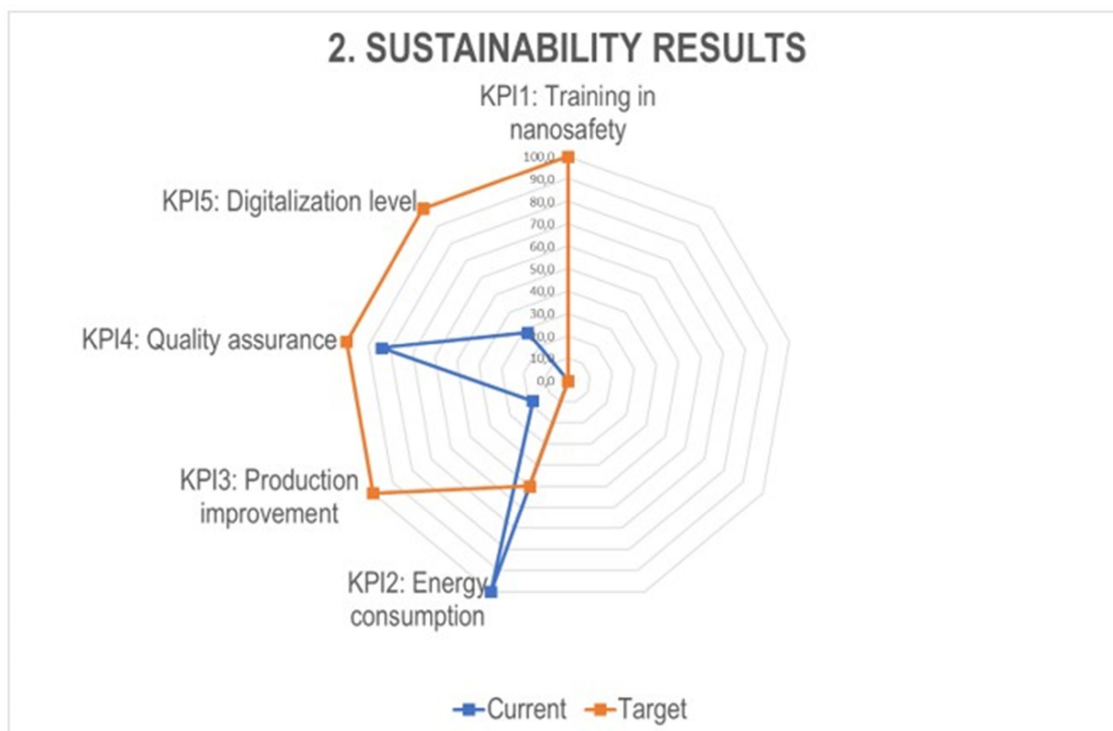 2. SUSTAINABILITY RESULTS
KPI1: Training in
nanosafety
100,0
90,0
80,0
70,0
60,0
50,0
40,0
30,0
20,0
10,0
0,0
KPI5: Digitalization level
KPI4: Quality assurance
KPI3: Production
improvement
KPI2: Energy
consumption
Current
Target